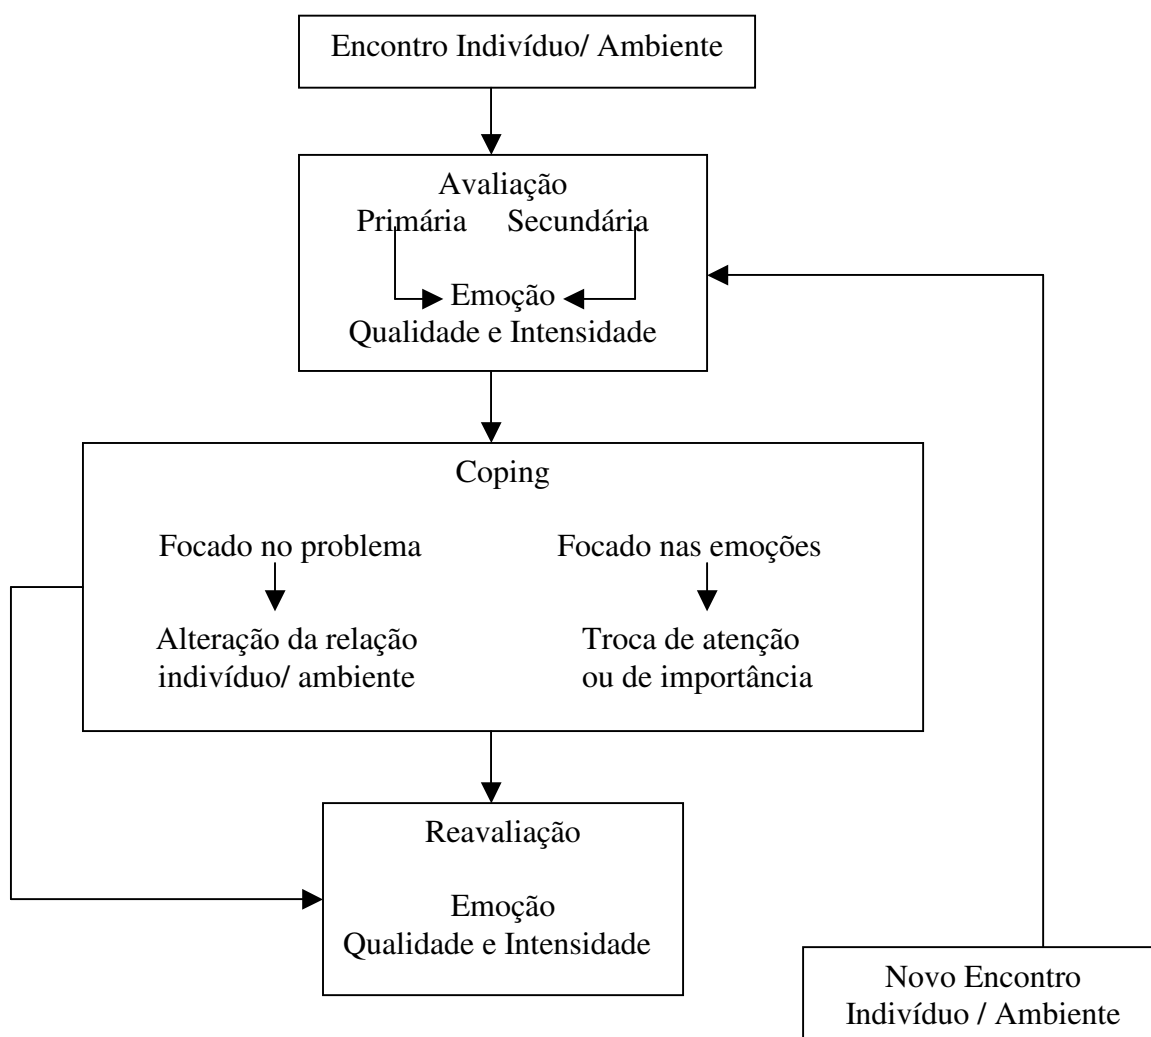 Encontro Indivíduo/ Ambiente
Avaliação
Primária Secundária
Emoção
Qualidade e Intensidade
Coping
Focado no problema
Focado nas emoções
Alteração da relação
indivíduo/ ambiente
Troca de atenção
ou de importância
Reavaliação
Emoção
Qualidade e Intensidade
Novo Encontro
Indivíduo / Ambiente